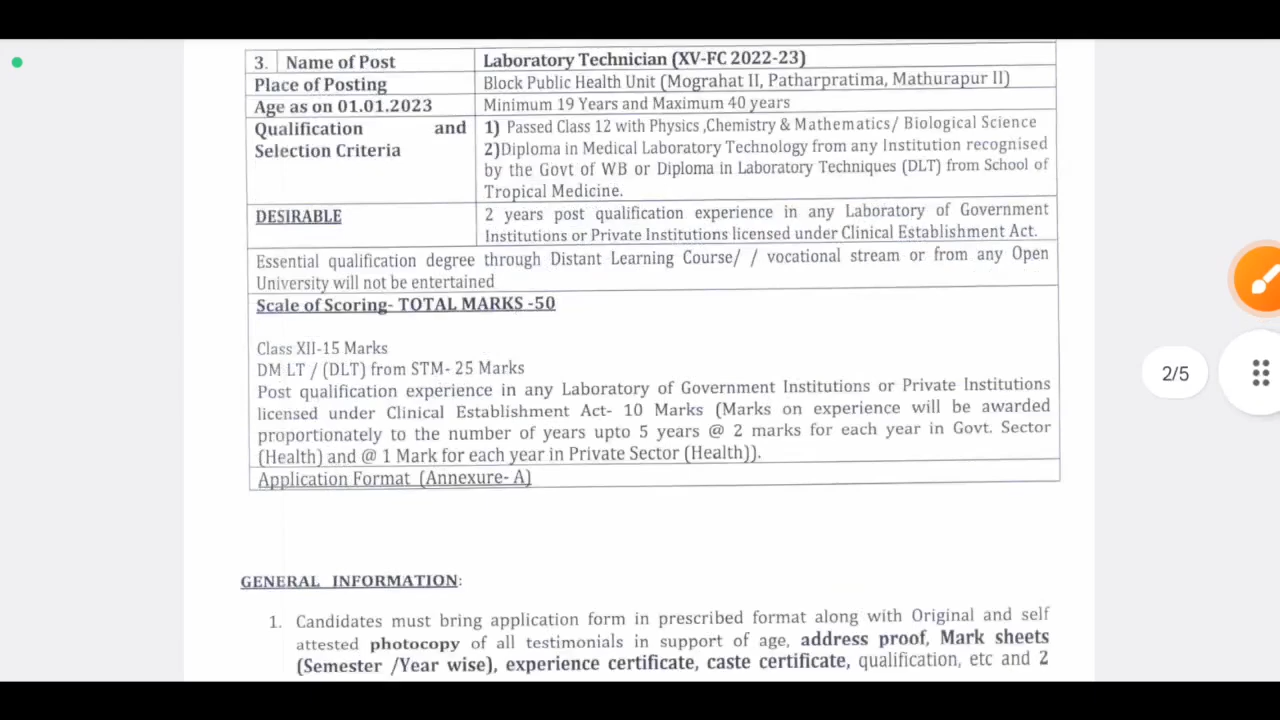 3. Name of Post Laboratory Technician (XV-FC 2022-23)
Place of Posting Block Public Health Unit (Mograhat II, Patharpratima, Mathurapur II)
Age as on 01.01.2023 Minimum 19 Years and Maximum 40 years
Qualification and Selection Criteria
1) Passed Class 12 with Physics ,Chemistry & Mathematics/ Biological Science
2)Diploma in Medical Laboratory Technology from any Institution recognised
by the Govt of WB or Diploma in Laboratory Techniques (DLT) from School of
Tropical Medicine.
DESIRABLE 2 years post qualification experience in any Laboratory of Government
Institutions or Private Institutions licensed under Clinical Establishment Act.
Essential qualification degree through Distant Learning Course/ / vocational stream or from any Open
University will not be entertained
Scale of Scoring- TOTAL MARKS -50
Class XII-15 Marks
DM LT / (DLT) from STM- 25 Marks
Post qualification experience in any Laboratory of Government Institutions or Private Institutions
licensed under Clinical Establishment Act- 10 Marks (Marks on experience will be awarded
proportionately to the number of years upto 5 years @ 2 marks for each year in Govt. Sector
(Health) and @ 1 Mark for each year in Private Sector (Health)).
Application Format (Annexure- A)
2/5
GENERAL INFORMATION:
1. Candidates must bring application form in prescribed format along with Original and self
attested photocopy of all testimonials in support of age, address proof, Mark sheets
(Semester /Year wise), experience certificate, caste certificate, qualification, etc and 2